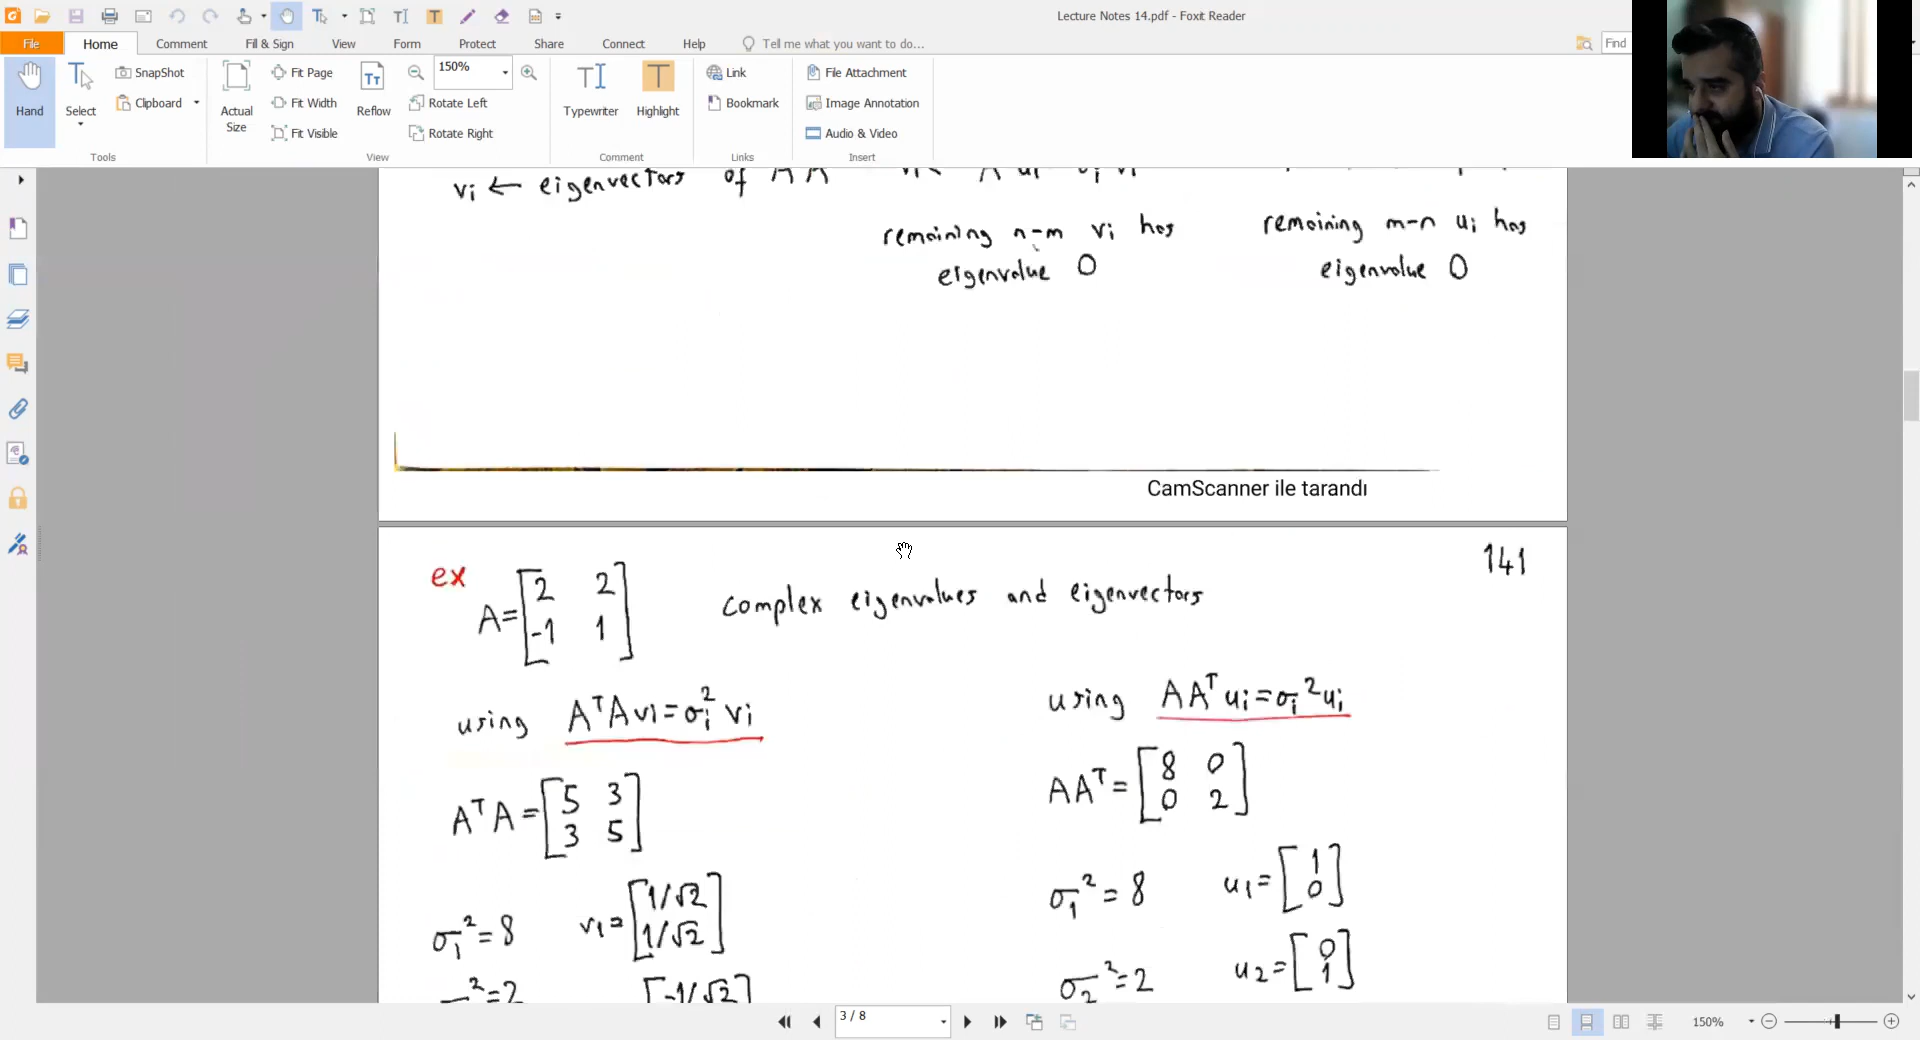 Lecture Notes 14.pdf - Foxit Reader
File Home Comment Fill & Sign View Form Protect Share Connect Help Tell me what you want to do... Find
Hand
Select
SnapShot
Clipboard
Tools
Actual Size
Fit Page
Fit Width
Fit Visible
Reflow
150%
Rotate Left
Rotate Right
View
Typewriter
Highlight
Comment
Link
Bookmark
Links
File Attachment
Image Annotation
Audio & Video
Insert
vi ← eigenvectors of
remaining n-m vi has
eigenvalue 0
remaining m-n ui has
eigenvalue 0
CamScanner ile tarandı
141
ex A=[2 2
-1 1]
complex eigenvalues and eigenvectors
using AᵀAvi=σi² vi
AᵀA=[5 3
3 5]
σ1²=8 v1=[1/√2
1/√2]
²=2 [-1/√2]
using AAᵀui=σi²ui
AAᵀ=[8 0
0 2]
σ1²=8 u1=[1
0]
σ2²=2 u2=[0
1]
3 / 8
150%